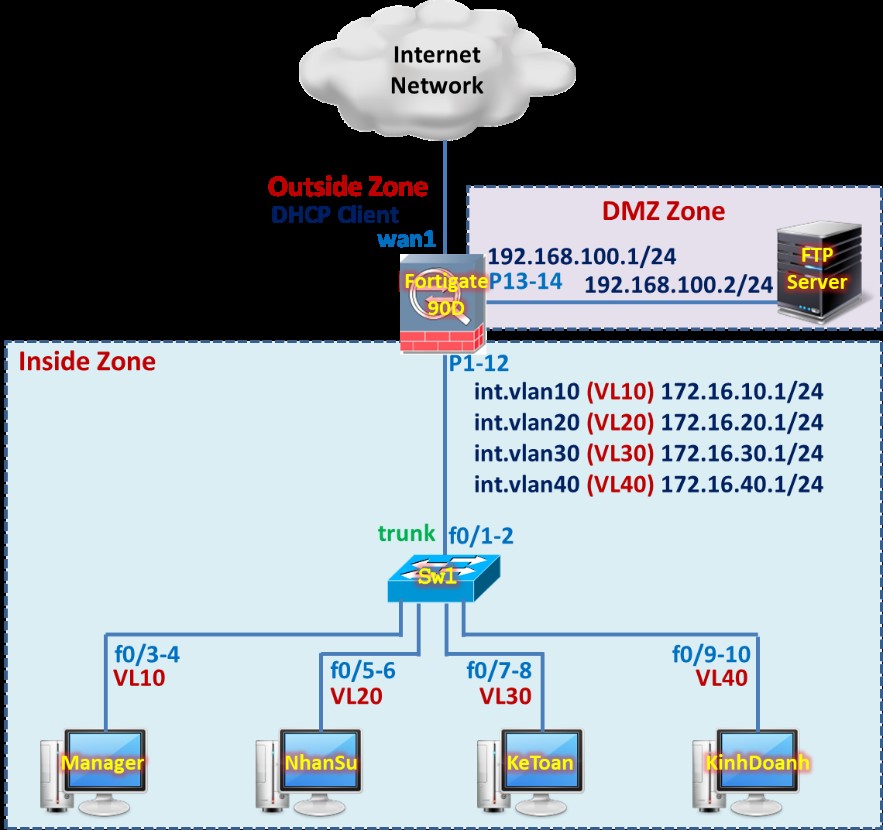 Internet
Network
Outside Zone
DHCP Client
wan1
DMZ Zone
192.168.100.1/24
P13-14
192.168.100.2/24
FTP
Server
Fortigate
90D
Inside Zone
P1-12
int.vlan10 (VL10) 172.16.10.1/24
int.vlan20 (VL20) 172.16.20.1/24
int.vlan30 (VL30) 172.16.30.1/24
int.vlan40 (VL40) 172.16.40.1/24
trunk
f0/1-2
Sw1
f0/3-4
VL10
f0/5-6
VL20
f0/7-8
VL30
f0/9-10
VL40
Manager
NhanSu
KeToan
KinhDoanh